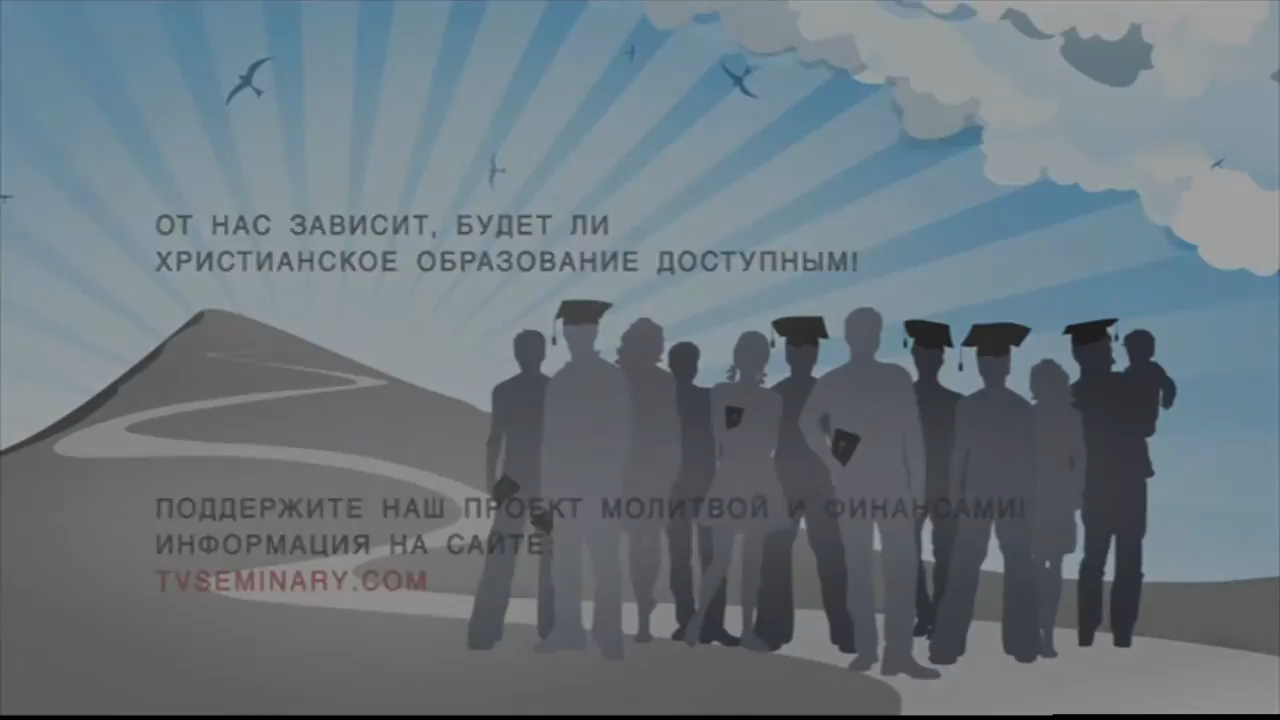 ОТ НАС ЗАВИСИТ, БУДЕТ ЛИ
ХРИСТИАНСКОЕ ОБРАЗОВАНИЕ ДОСТУПНЫМ!
ПОДДЕРЖИТЕ НАШ ПРОЕКТ МОЛИТВОЙ И ФИНАНСАМИ!
ИНФОРМАЦИЯ НА САЙТЕ:
TVSEMINARY.COM